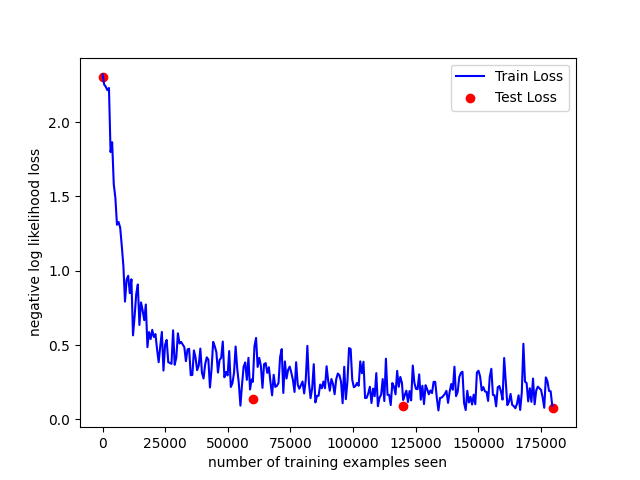 Train Loss
Test Loss
2.0
1.5
1.0
0.5
0.0
negative log likelihood loss
0 25000 50000 75000 100000 125000 150000 175000
number of training examples seen